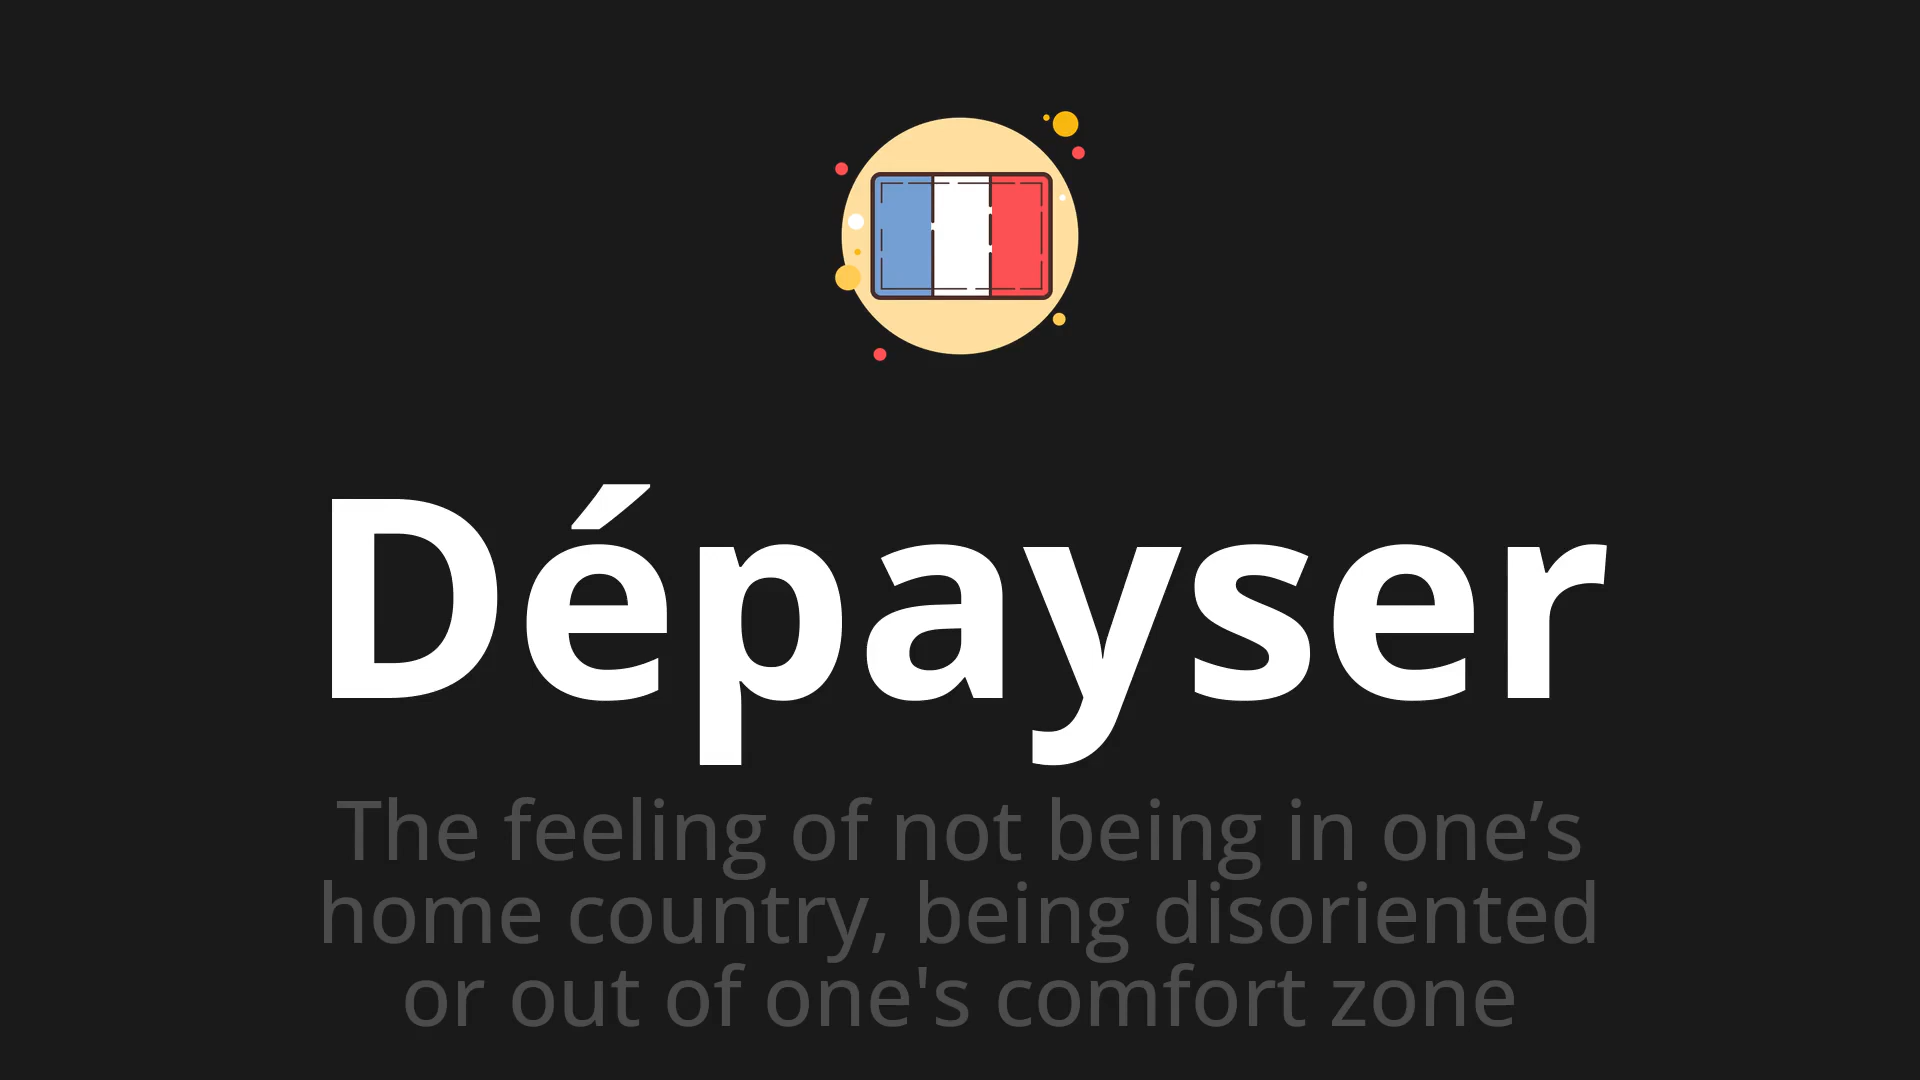 Dépayser
The feeling of not being in one’s
home country, being disoriented
or out of one's comfort zone